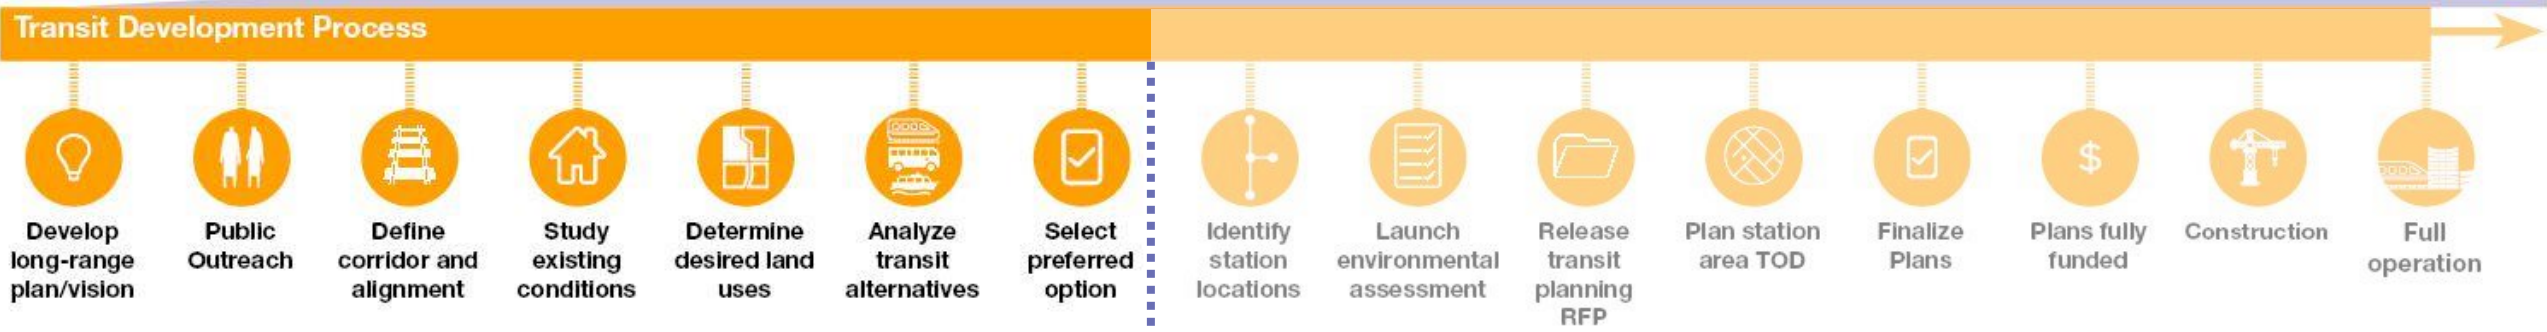 Transit Development Process
Develop
long-range
plan/vision
Public
Outreach
Define
corridor and
alignment
Study
existing
conditions
Determine
desired land
uses
Analyze
transit
alternatives
Select
preferred
option
Identify
station
locations
Launch
environmental
assessment
Release
transit
planning
RFP
Plan station
area TOD
Finalize
Plans
$
Plans fully
funded
Construction
Full
operation